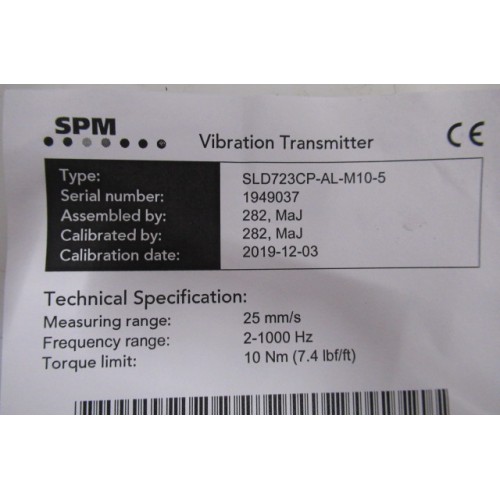 SPM
Vibration Transmitter
CE
Type: SLD723CP-AL-M10-5
Serial number: 1949037
Assembled by: 282, MaJ
Calibrated by: 282, MaJ
Calibration date: 2019-12-03
Technical Specification:
Measuring range: 25 mm/s
Frequency range: 2-1000 Hz
Torque limit: 10 Nm (7.4 lbf/ft)